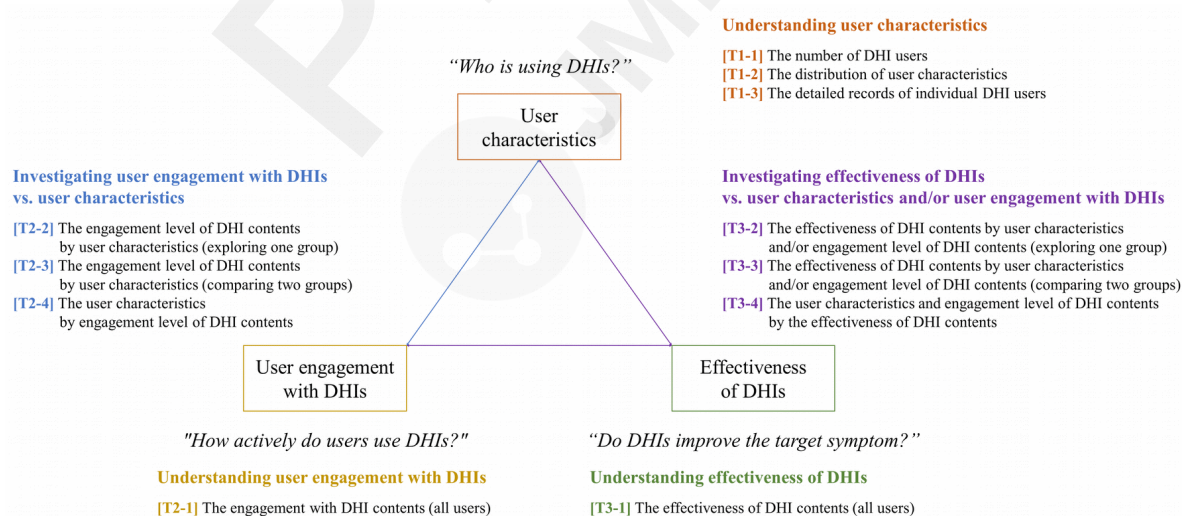 Understanding user characteristics
[T1-1] The number of DHI users
[T1-2] The distribution of user characteristics
[T1-3] The detailed records of individual DHI users
“Who is using DHIs?”
User
characteristics
Investigating user engagement with DHIs
vs. user characteristics
[T2-2] The engagement level of DHI contents
by user characteristics (exploring one group)
[T2-3] The engagement level of DHI contents
by user characteristics (comparing two groups)
[T2-4] The user characteristics
by engagement level of DHI contents
Investigating effectiveness of DHIs
vs. user characteristics and/or user engagement with DHIs
[T3-2] The effectiveness of DHI contents by user characteristics
and/or engagement level of DHI contents (exploring one group)
[T3-3] The effectiveness of DHI contents by user characteristics
and/or engagement level of DHI contents (comparing two groups)
[T3-4] The user characteristics and engagement level of DHI contents
by the effectiveness of DHI contents
User engagement
with DHIs
Effectiveness
of DHIs
"How actively do users use DHIs?"
“Do DHIs improve the target symptom?”
Understanding user engagement with DHIs
[T2-1] The engagement with DHI contents (all users)
Understanding effectiveness of DHIs
[T3-1] The effectiveness of DHI contents (all users)